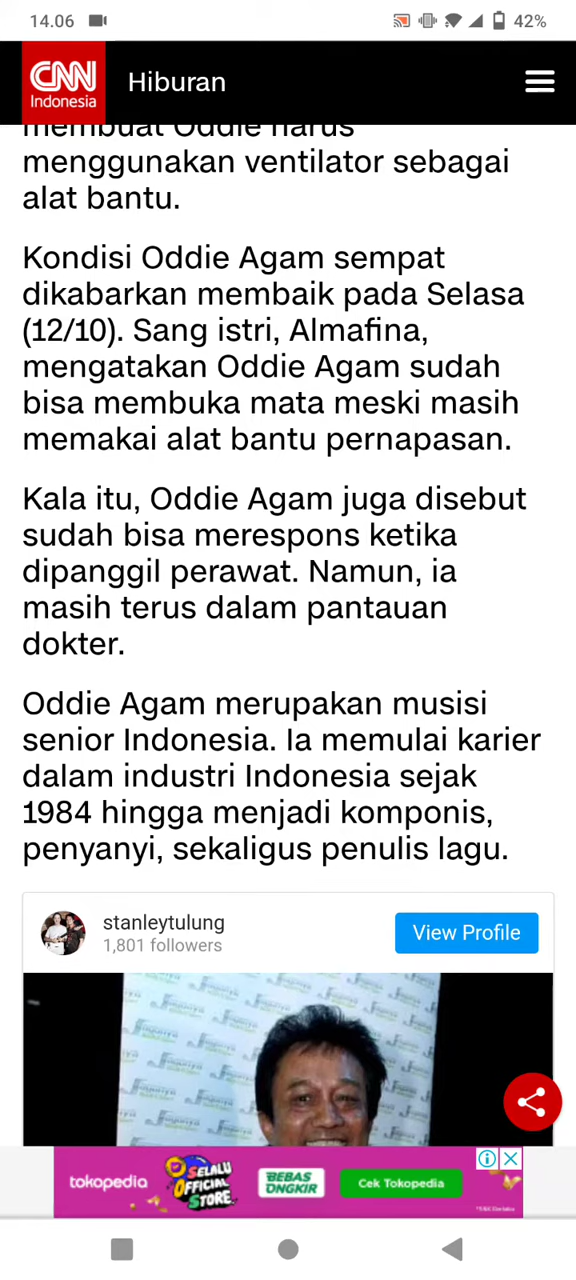 14.06
42%
CNN
Indonesia
Hiburan
membuat Oddie harus
menggunakan ventilator sebagai
alat bantu.
Kondisi Oddie Agam sempat
dikabarkan membaik pada Selasa
(12/10). Sang istri, Almafina,
mengatakan Oddie Agam sudah
bisa membuka mata meski masih
memakai alat bantu pernapasan.
Kala itu, Oddie Agam juga disebut
sudah bisa merespons ketika
dipanggil perawat. Namun, ia
masih terus dalam pantauan
dokter.
Oddie Agam merupakan musisi
senior Indonesia. Ia memulai karier
dalam industri Indonesia sejak
1984 hingga menjadi komponis,
penyanyi, sekaligus penulis lagu.
stanleytulung
1,801 followers
View Profile
tokopedia
SELALU
OFFICIAL
STORE
BEBAS
ONGKIR
Cek Tokopedia